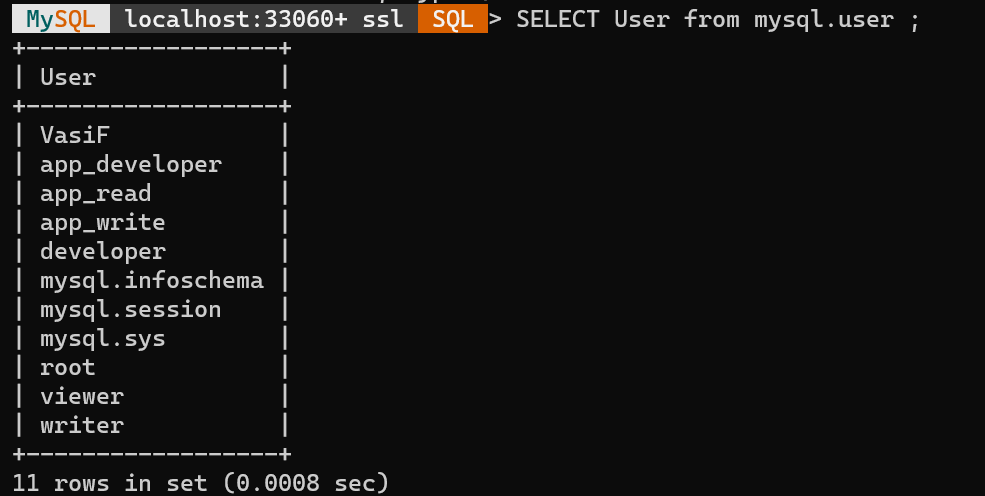 MySQL localhost:33060+ ssl SQL > SELECT User from mysql.user ;
+------------------+
| User             |
+------------------+
| VasiF            |
| app_developer    |
| app_read         |
| app_write        |
| developer        |
| mysql.infoschema |
| mysql.session    |
| mysql.sys        |
| root             |
| viewer           |
| writer           |
+------------------+
11 rows in set (0.0008 sec)